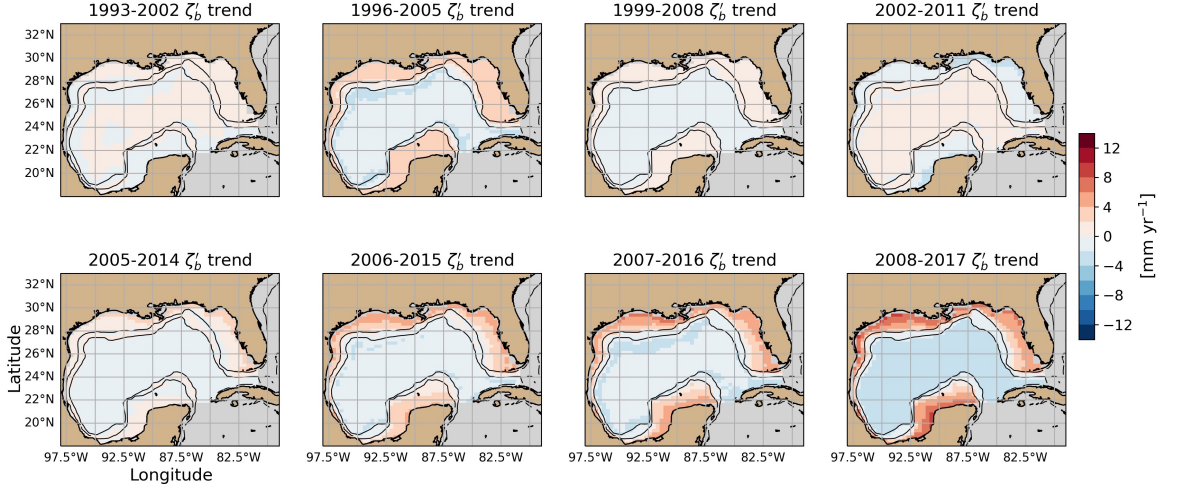 1993-2002 ζ′b trend
1996-2005 ζ′b trend
1999-2008 ζ′b trend
2002-2011 ζ′b trend
32°N
30°N
28°N
26°N
24°N
22°N
20°N
12
8
4
0
−4
−8
−12
[mm yr⁻¹]
2005-2014 ζ′b trend
2006-2015 ζ′b trend
2007-2016 ζ′b trend
2008-2017 ζ′b trend
32°N
30°N
28°N
26°N
24°N
22°N
20°N
Latitude
97.5°W 92.5°W 87.5°W 82.5°W
97.5°W 92.5°W 87.5°W 82.5°W
97.5°W 92.5°W 87.5°W 82.5°W
97.5°W 92.5°W 87.5°W 82.5°W
Longitude